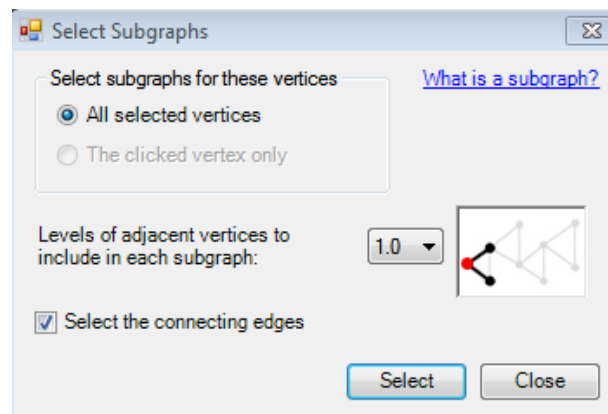 Select Subgraphs
Select subgraphs for these vertices
What is a subgraph?
All selected vertices
The clicked vertex only
Levels of adjacent vertices to
include in each subgraph:
1.0
Select the connecting edges
Select
Close